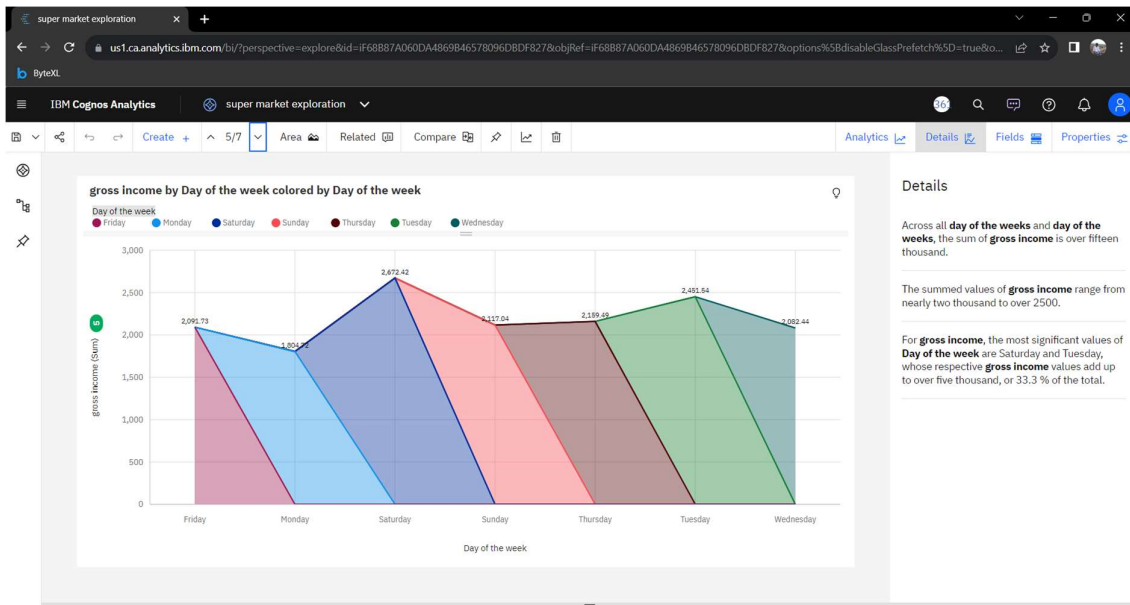 super market exploration
us1.ca.analytics.ibm.com/bi/?perspective=explore&id=iF68B87A060DA4869B46578096DBDF827&objRef=iF68B87A060DA4869B46578096DBDF827&options%5BdisableGlassPrefetch%5D=true&o...
ByteXL
IBM Cognos Analytics super market exploration
Create + 5/7 Area Related Compare Analytics Details Fields Properties
gross income by Day of the week colored by Day of the week
Day of the week
Friday Monday Saturday Sunday Thursday Tuesday Wednesday
3,000
2,500
2,000
1,500
1,000
500
0
gross income (Sum)
2,091.73
2,672.42
2,117.04
2,082.44
Friday Monday Saturday Sunday Thursday Tuesday Wednesday
Day of the week
Details
Across all day of the weeks and day of the
weeks, the sum of gross income is over fifteen
thousand.
The summed values of gross income range from
nearly two thousand to over 2500.
For gross income, the most significant values of
Day of the week are Saturday and Tuesday,
whose respective gross income values add up
to over five thousand, or 33.3 % of the total.